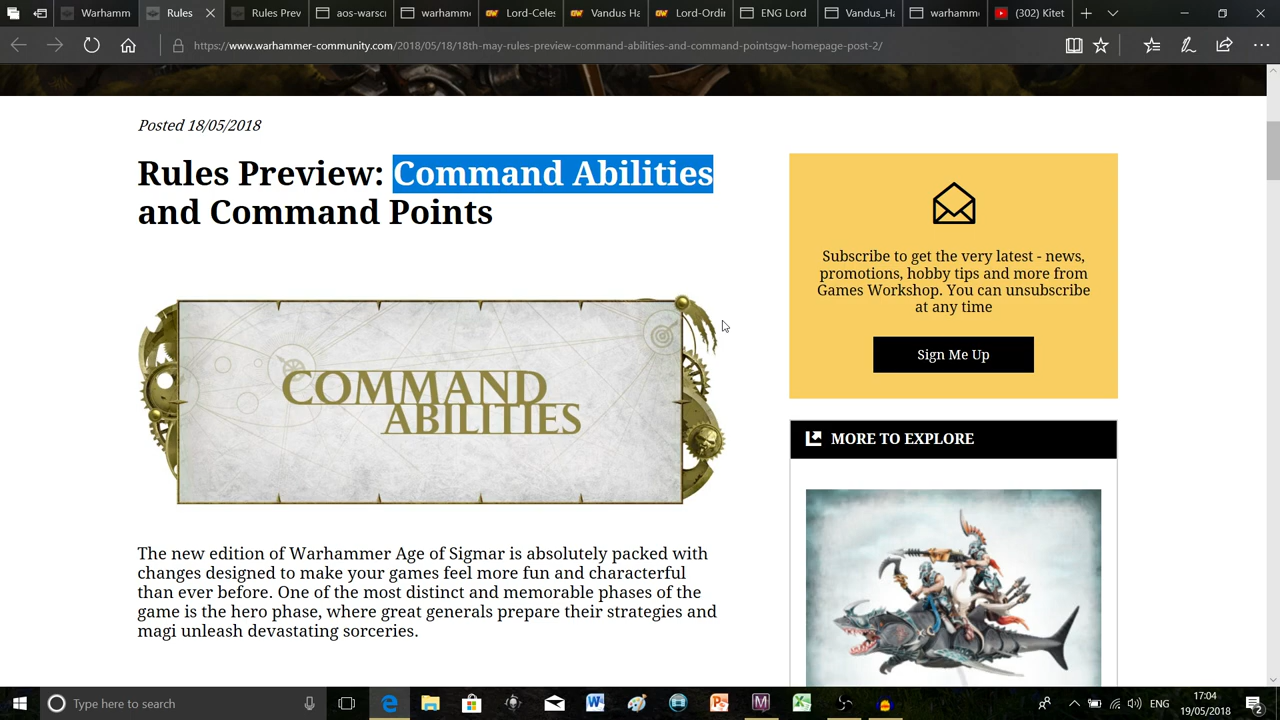 Warhamm
Rules
Rules Prev
aos-warscr
warhamme
Lord-Celes
Vandus Ha
Lord-Ordin
ENG Lord
Vandus_Ha
warhamme
(302) Kitet
https://www.warhammer-community.com/2018/05/18/18th-may-rules-preview-command-abilities-and-command-pointsgw-homepage-post-2/
Posted 18/05/2018
Rules Preview: Command Abilities
and Command Points
COMMAND
ABILITIES
The new edition of Warhammer Age of Sigmar is absolutely packed with
changes designed to make your games feel more fun and characterful
than ever before. One of the most distinct and memorable phases of the
game is the hero phase, where great generals prepare their strategies and
magi unleash devastating sorceries.
Subscribe to get the very latest - news,
promotions, hobby tips and more from
Games Workshop. You can unsubscribe
at any time
Sign Me Up
MORE TO EXPLORE
Type here to search
ENG
17:04
19/05/2018
2